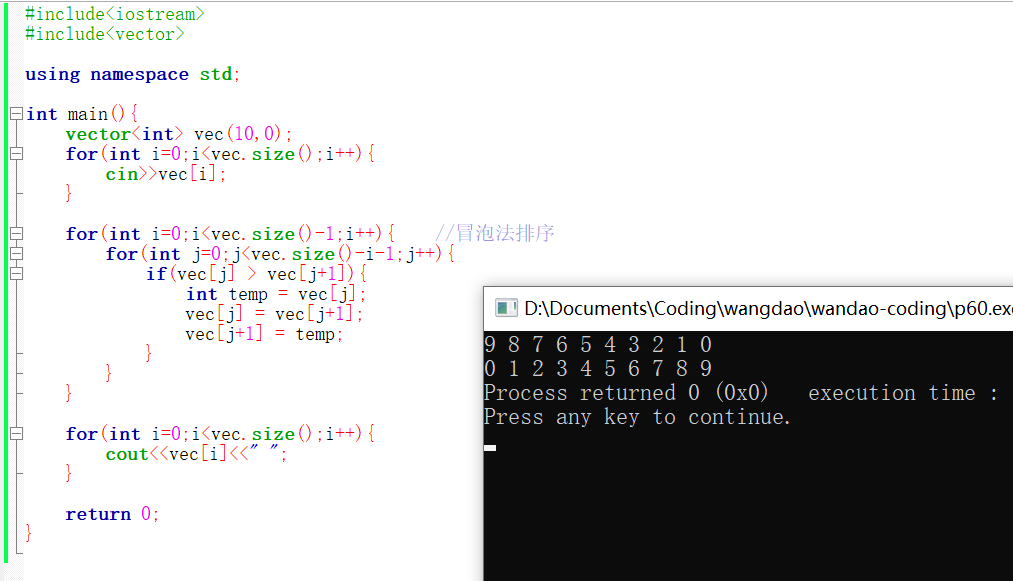 #include<iostream>
#include<vector>
using namespace std;
int main(){
vector<int> vec(10,0);
for(int i=0;i<vec.size();i++){
cin>>vec[i];
}
for(int i=0;i<vec.size()-1;i++){    //冒泡法排序
for(int j=0;j<vec.size()-i-1;j++){
if(vec[j] > vec[j+1]){
int temp = vec[j];
vec[j] = vec[j+1];
vec[j+1] = temp;
}
}
}
for(int i=0;i<vec.size();i++){
cout<<vec[i]<<" ";
}
return 0;
}
D:\Documents\Coding\wangdao\wandao-coding\p60.exe
9 8 7 6 5 4 3 2 1 0
0 1 2 3 4 5 6 7 8 9
Process returned 0 (0x0)   execution time :
Press any key to continue.